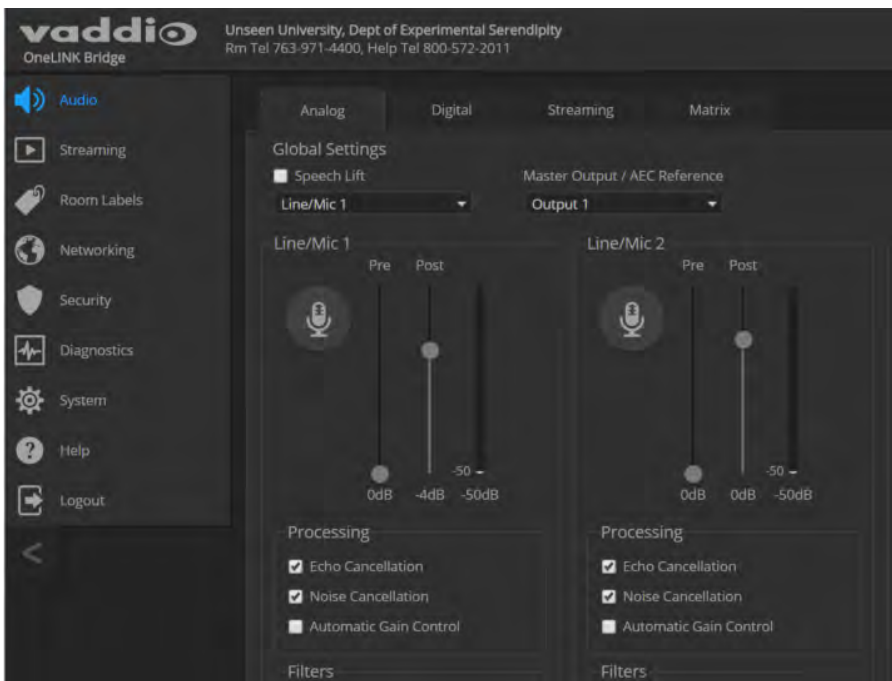 vaddio
OneLINK Bridge
Unseen University, Dept of Experimental Serendipity
Rm Tel 763-971-4400, Help Tel 800-572-2011
Audio
Streaming
Room Labels
Networking
Security
Diagnostics
System
Help
Logout
Analog Digital Streaming Matrix
Global Settings
Speech Lift Master Output / AEC Reference
Line/Mic 1 Output 1
Line/Mic 1
Pre Post
-50
0dB -4dB -50dB
Processing
Echo Cancellation
Noise Cancellation
Automatic Gain Control
Filters
Line/Mic 2
Pre Post
-50
0dB 0dB -50dB
Processing
Echo Cancellation
Noise Cancellation
Automatic Gain Control
Filters